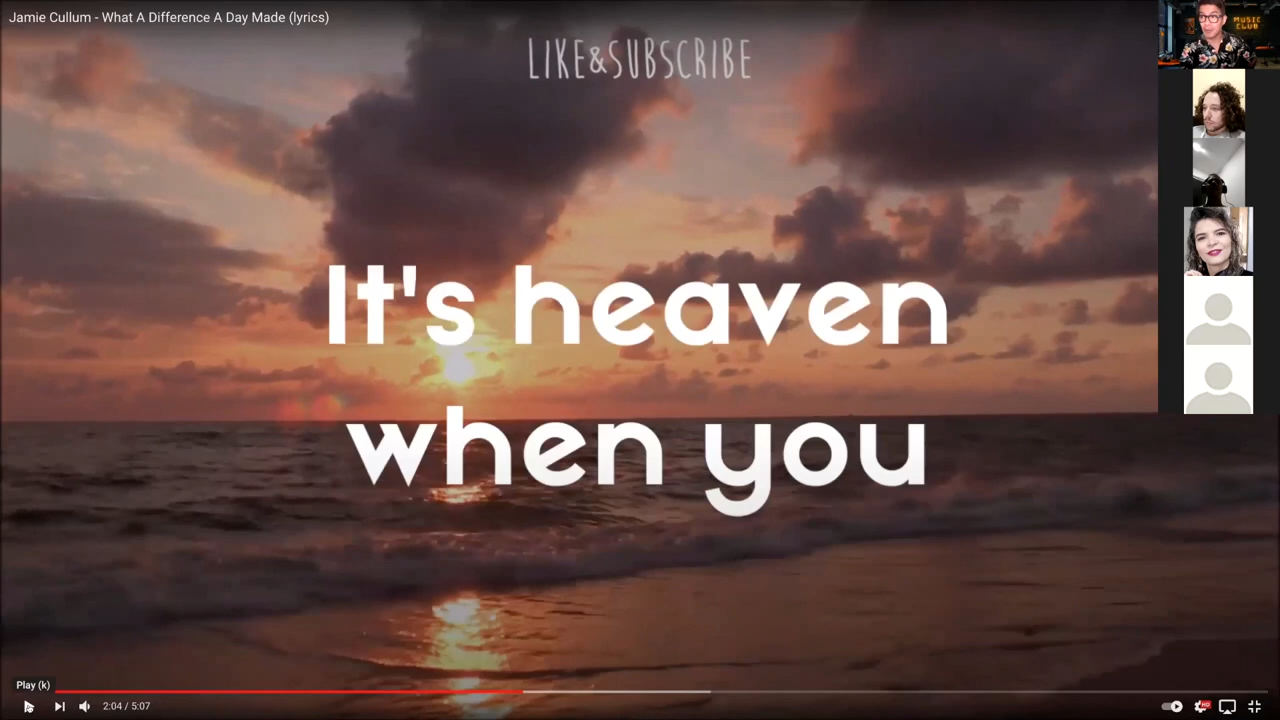 Jamie Cullum - What A Difference A Day Made (lyrics)
LIKE&SUBSCRIBE
MUSIC
CLUB
It's heaven
when you
Play (k)
2:04 / 5:07
HD